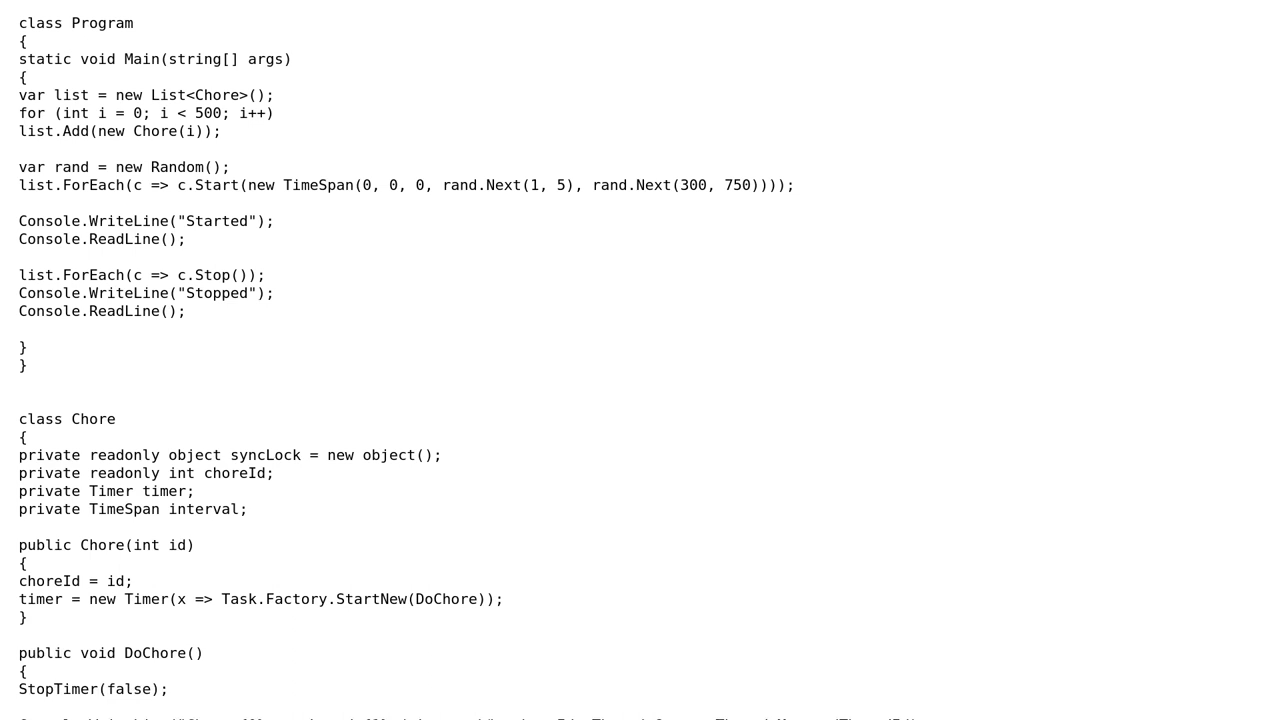 class Program
{
static void Main(string[] args)
{
var list = new List<Chore>();
for (int i = 0; i < 500; i++)
list.Add(new Chore(i));

var rand = new Random();
list.ForEach(c => c.Start(new TimeSpan(0, 0, 0, rand.Next(1, 5), rand.Next(300, 750))));

Console.WriteLine("Started");
Console.ReadLine();

list.ForEach(c => c.Stop());
Console.WriteLine("Stopped");
Console.ReadLine();

}
}

class Chore
{
private readonly object syncLock = new object();
private readonly int choreId;
private Timer timer;
private TimeSpan interval;

public Chore(int id)
{
choreId = id;
timer = new Timer(x => Task.Factory.StartNew(DoChore));
}

public void DoChore()
{
StopTimer(false);